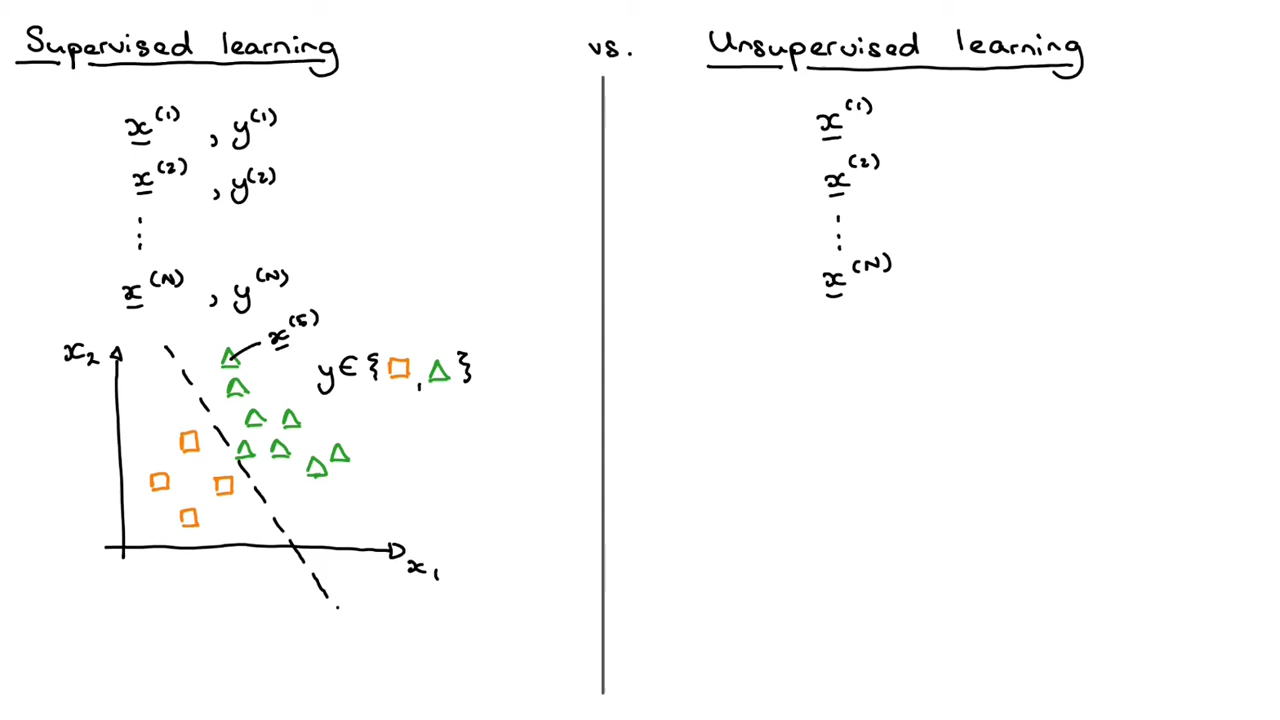 Supervised learning vs. Unsupervised learning
x^(1), y^(1)
x^(2), y^(2)
⋮
x^(N), y^(N)
x^(5)
x₂
y∈{□, △}
x₁
x^(1)
x^(2)
⋮
x^(N)